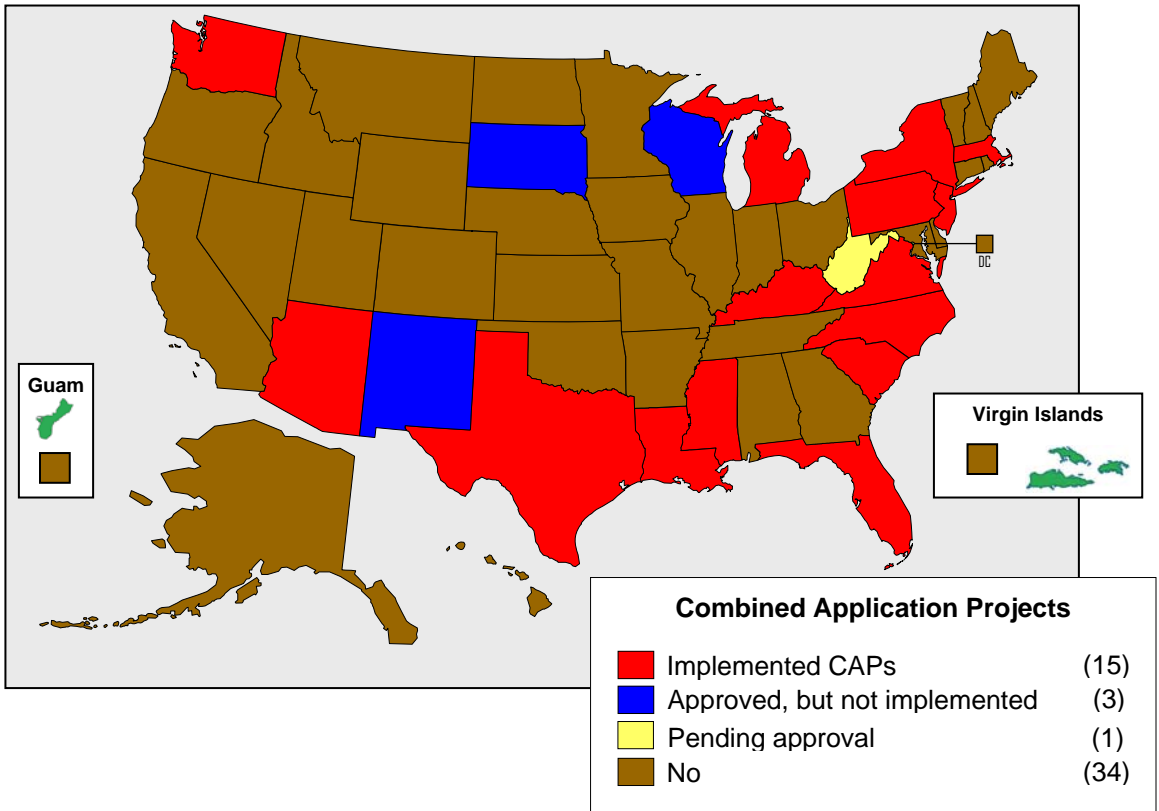 Guam
DC
Virgin Islands
Combined Application Projects
Implemented CAPs (15)
Approved, but not implemented (3)
Pending approval (1)
No (34)